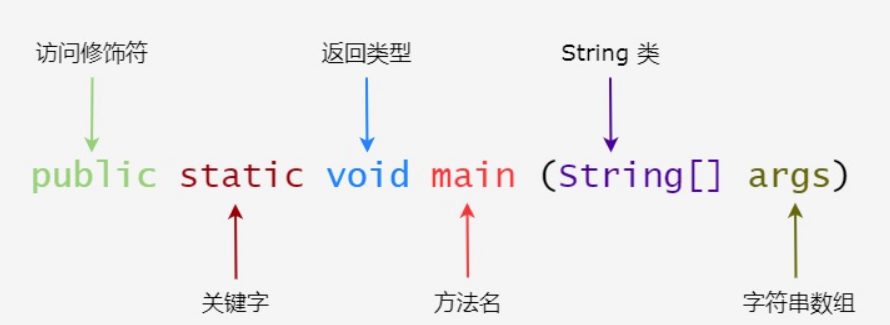 访问修饰符 返回类型 String 类
public static void main (String[] args)
关键字 方法名 字符串数组